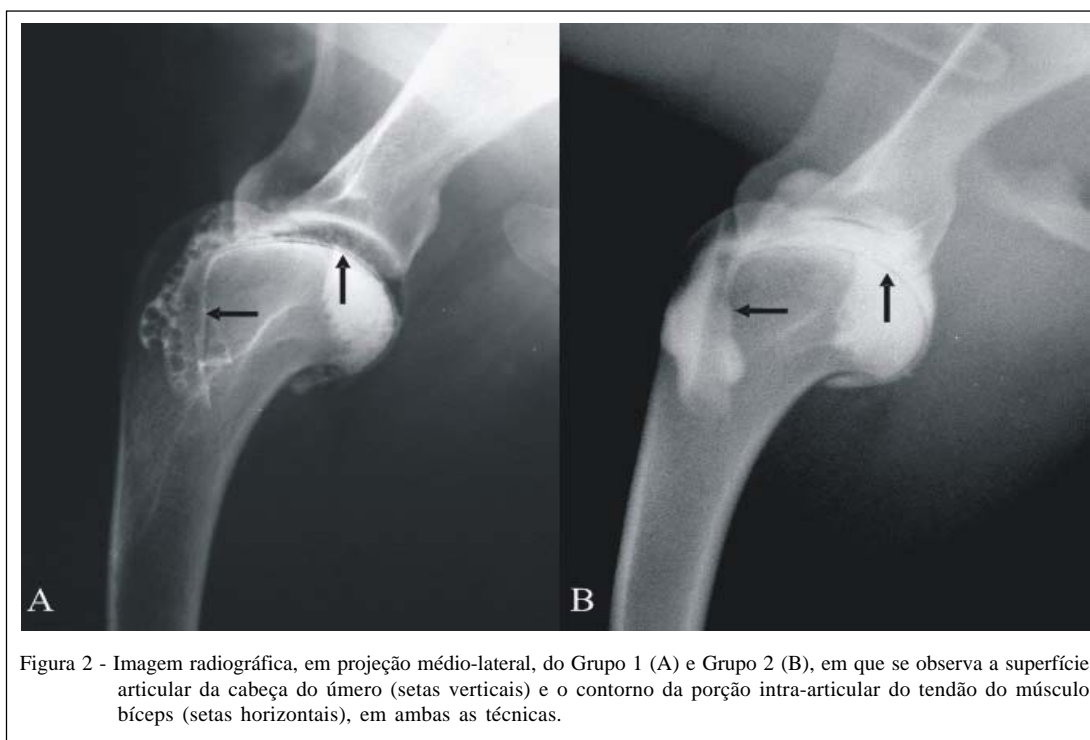 A
B
Figura 2 - Imagem radiográfica, em projeção médio-lateral, do Grupo 1 (A) e Grupo 2 (B), em que se observa a superfície
articular da cabeça do úmero (setas verticais) e o contorno da porção intra-articular do tendão do músculo
bíceps (setas horizontais), em ambas as técnicas.